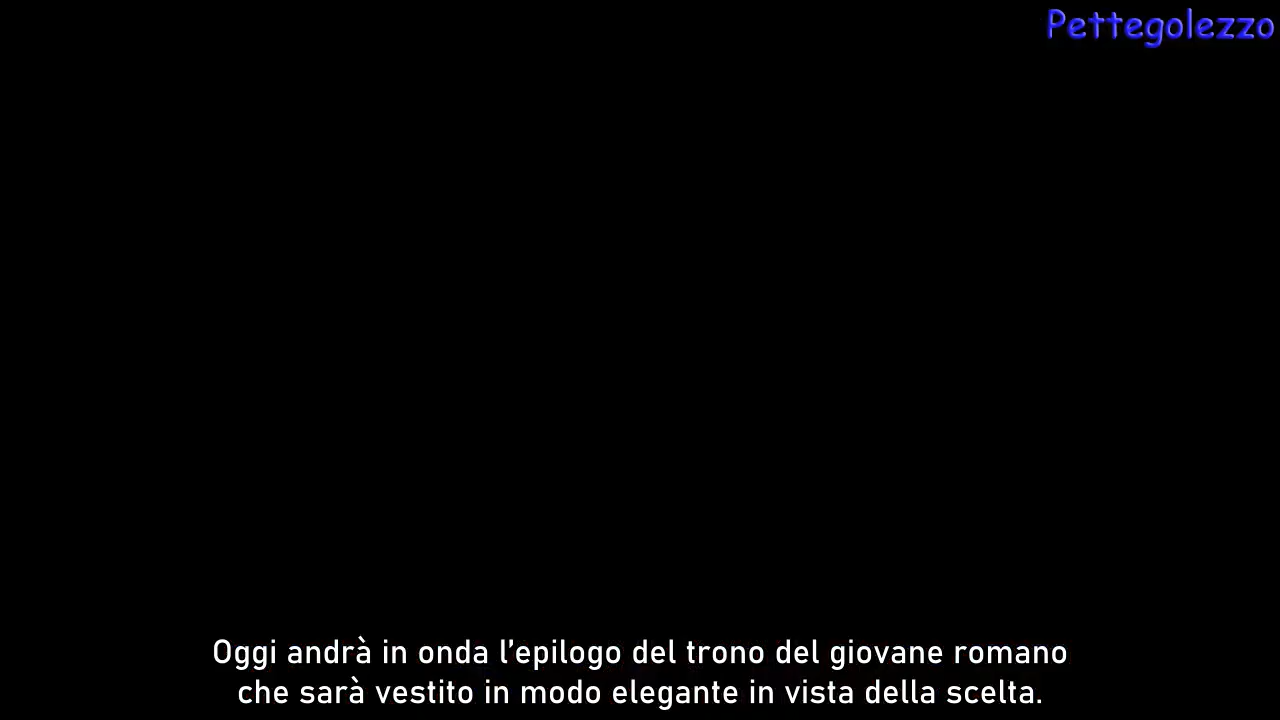 Pettegolezzo
Oggi andrà in onda l’epilogo del trono del giovane romano
che sarà vestito in modo elegante in vista della scelta.